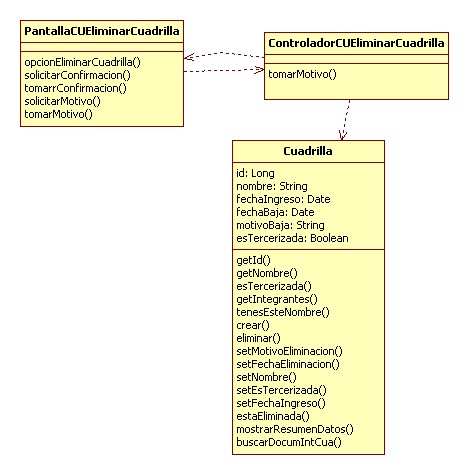 PantallaCUEliminarCuadrilla
opcionEliminarCuadrilla()
solicitarConfirmacion()
tomarrConfirmacion()
solicitarMotivo()
tomarMotivo()
ControladorCUEliminarCuadrilla
tomarMotivo()
Cuadrilla
id: Long
nombre: String
fechaIngreso: Date
fechaBaja: Date
motivoBaja: String
esTercerizada: Boolean
getId()
getNombre()
esTercerizada()
getIntegrantes()
tenesEsteNombre()
crear()
eliminar()
setMotivoEliminacion()
setFechaEliminacion()
setNombre()
setEsTercerizada()
setFechaIngreso()
estaEliminada()
mostrarResumenDatos()
buscarDocumIntCua()